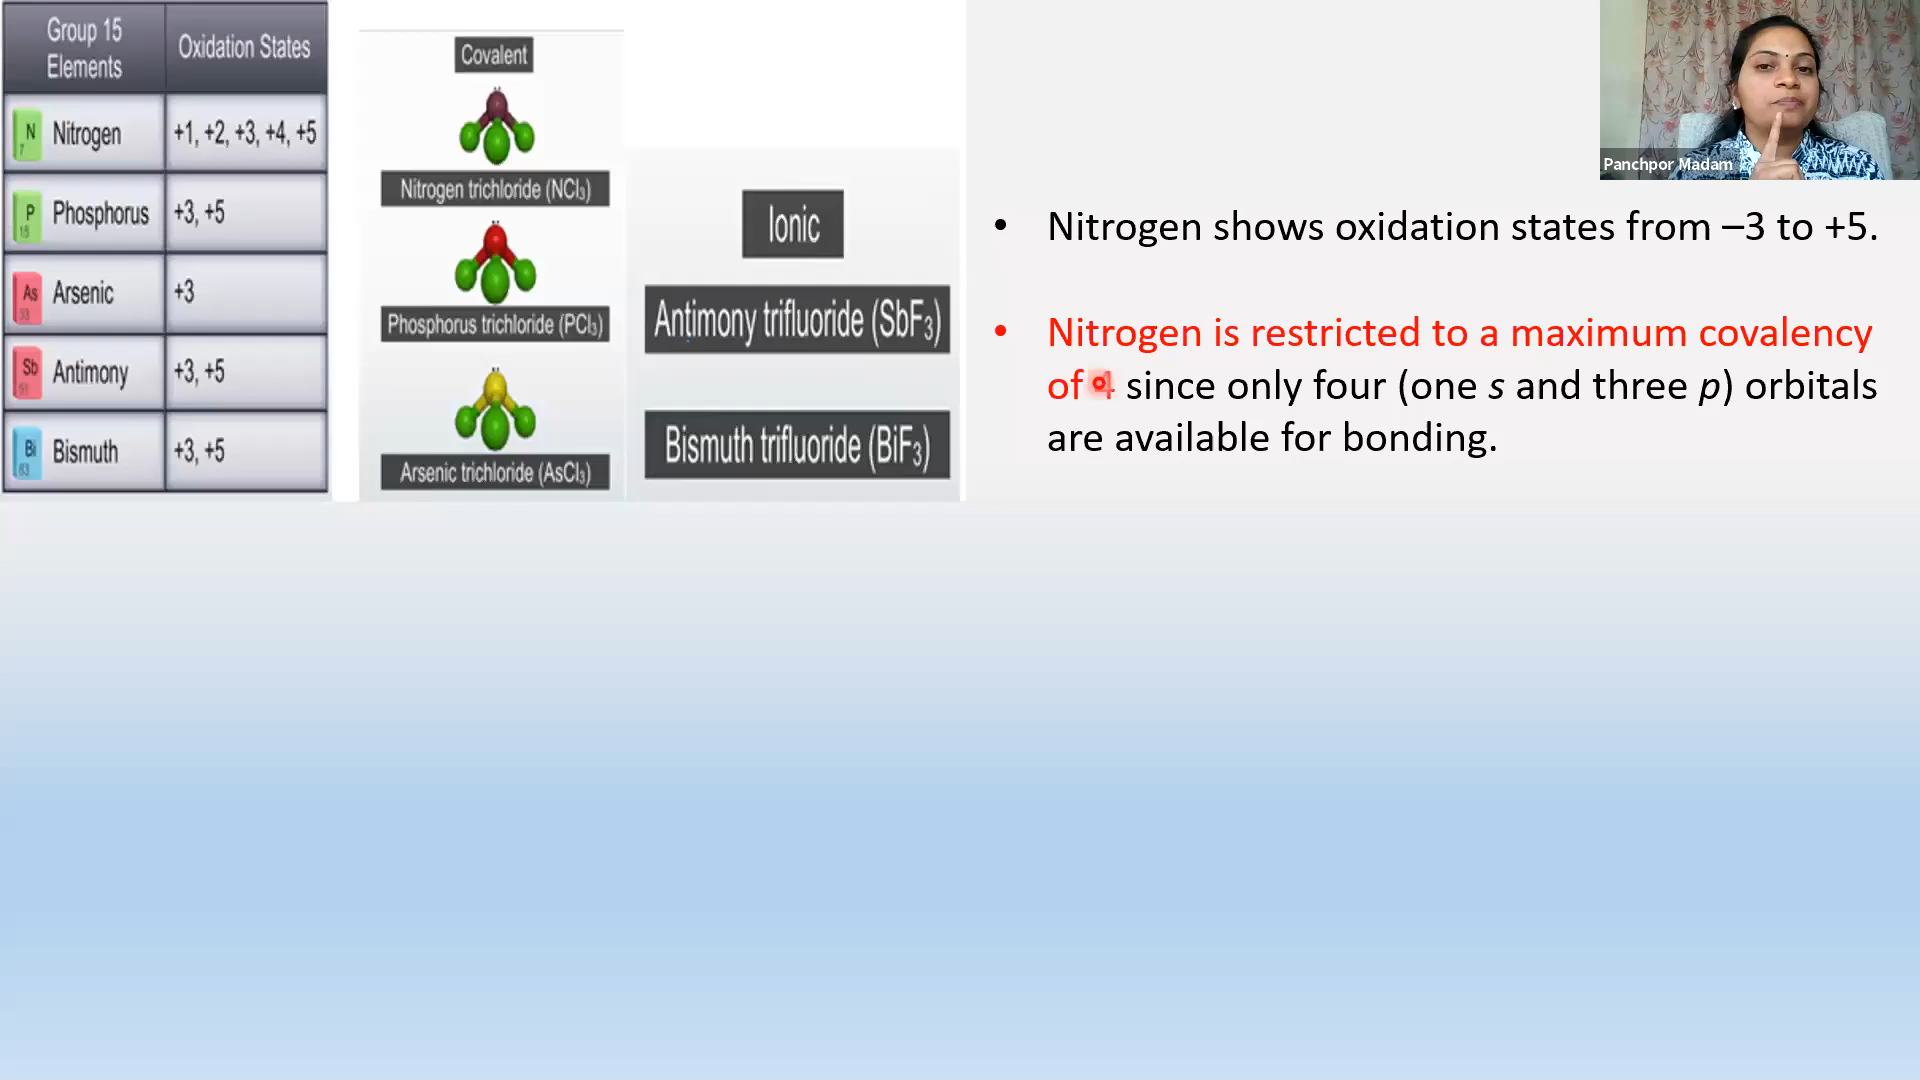 Group 15
Elements
Oxidation States
N
7
Nitrogen
+1, +2, +3, +4, +5
P
15
Phosphorus
+3, +5
As
33
Arsenic
+3
Sb
51
Antimony
+3, +5
Bi
83
Bismuth
+3, +5
Covalent
Nitrogen trichloride (NCl₃)
Phosphorus trichloride (PCl₃)
Arsenic trichloride (AsCl₃)
Ionic
Antimony trifluoride (SbF₃)
Bismuth trifluoride (BiF₃)
Panchpor Madam
• Nitrogen shows oxidation states from –3 to +5.
• Nitrogen is restricted to a maximum covalency
of 4 since only four (one s and three p) orbitals
are available for bonding.